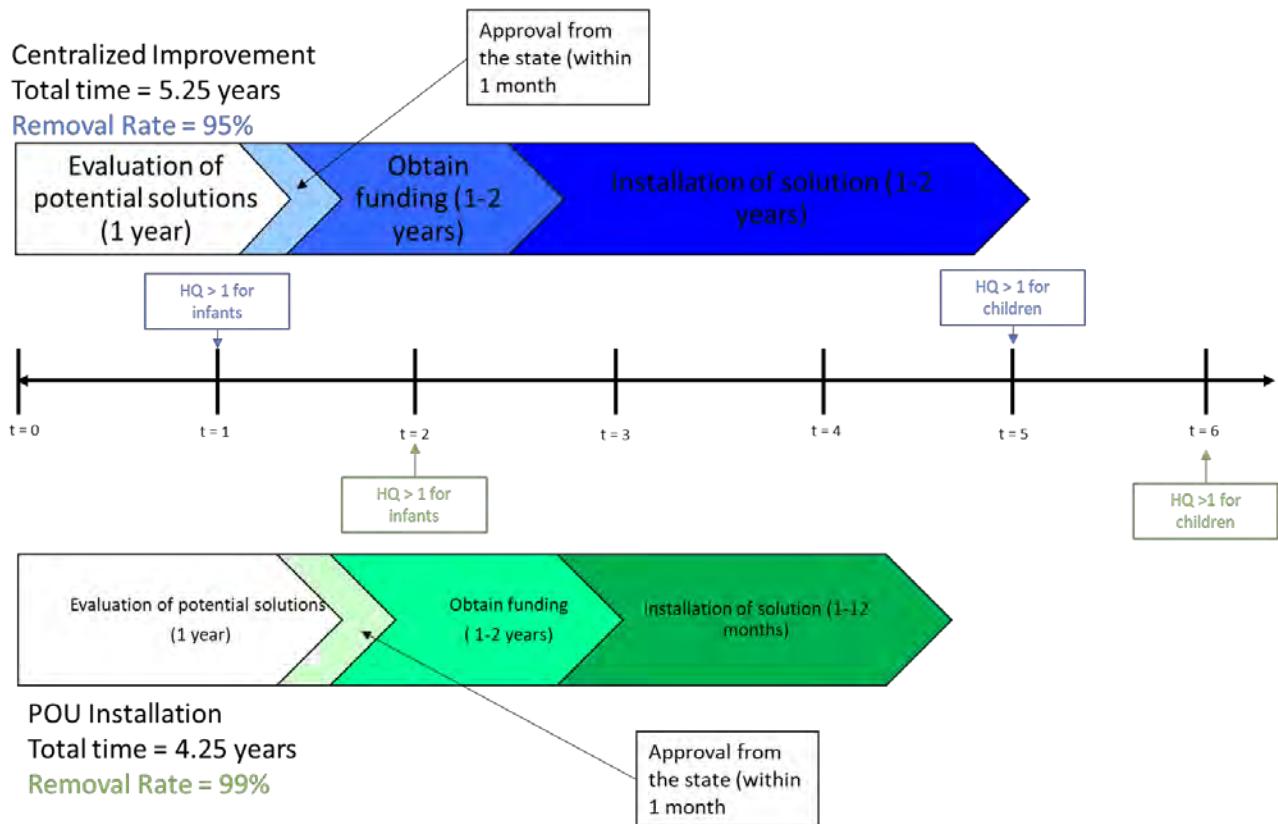 Centralized Improvement
Total time = 5.25 years
Removal Rate = 95%
Approval from
the state (within
1 month
Evaluation of
potential solutions
(1 year)
Obtain
funding (1-2
years)
Installation of solution (1-2
years)
HQ > 1 for
infants
HQ > 1 for
children
t = 0
t = 1
t = 2
t = 3
t = 4
t = 5
t = 6
HQ > 1 for
infants
HQ >1 for
children
Evaluation of potential solutions
(1 year)
Obtain funding
( 1-2 years)
Installation of solution (1-12
months)
POU Installation
Total time = 4.25 years
Removal Rate = 99%
Approval from
the state (within
1 month